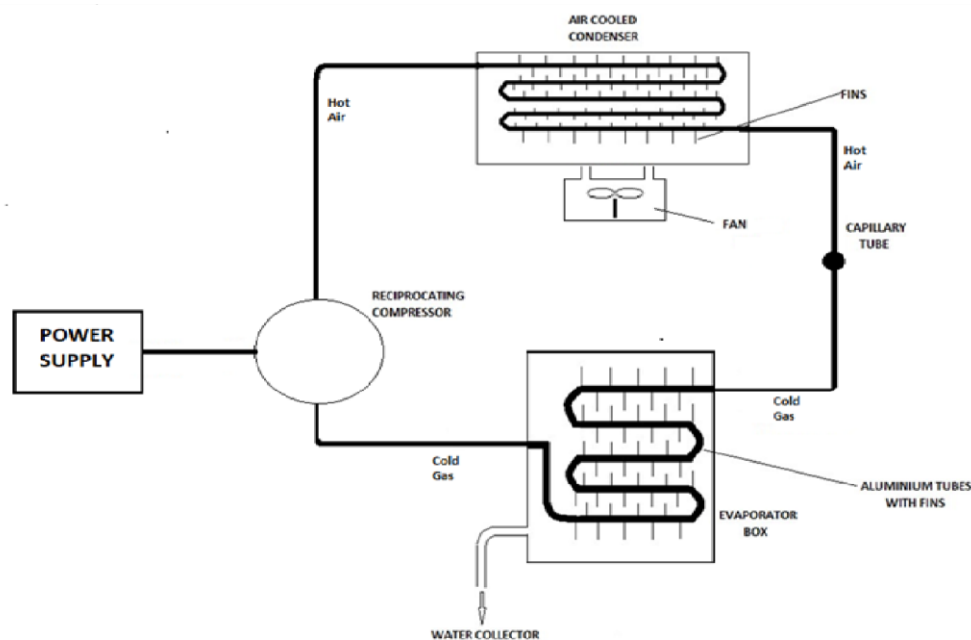 AIR COOLED
CONDENSER
Hot
Air
FINS
Hot
Air
FAN
CAPILLARY
TUBE
RECIPROCATING
COMPRESSOR
POWER
SUPPLY
Cold
Gas
Cold
Gas
ALUMINIUM TUBES
WITH FINS
EVAPORATOR
BOX
WATER COLLECTOR